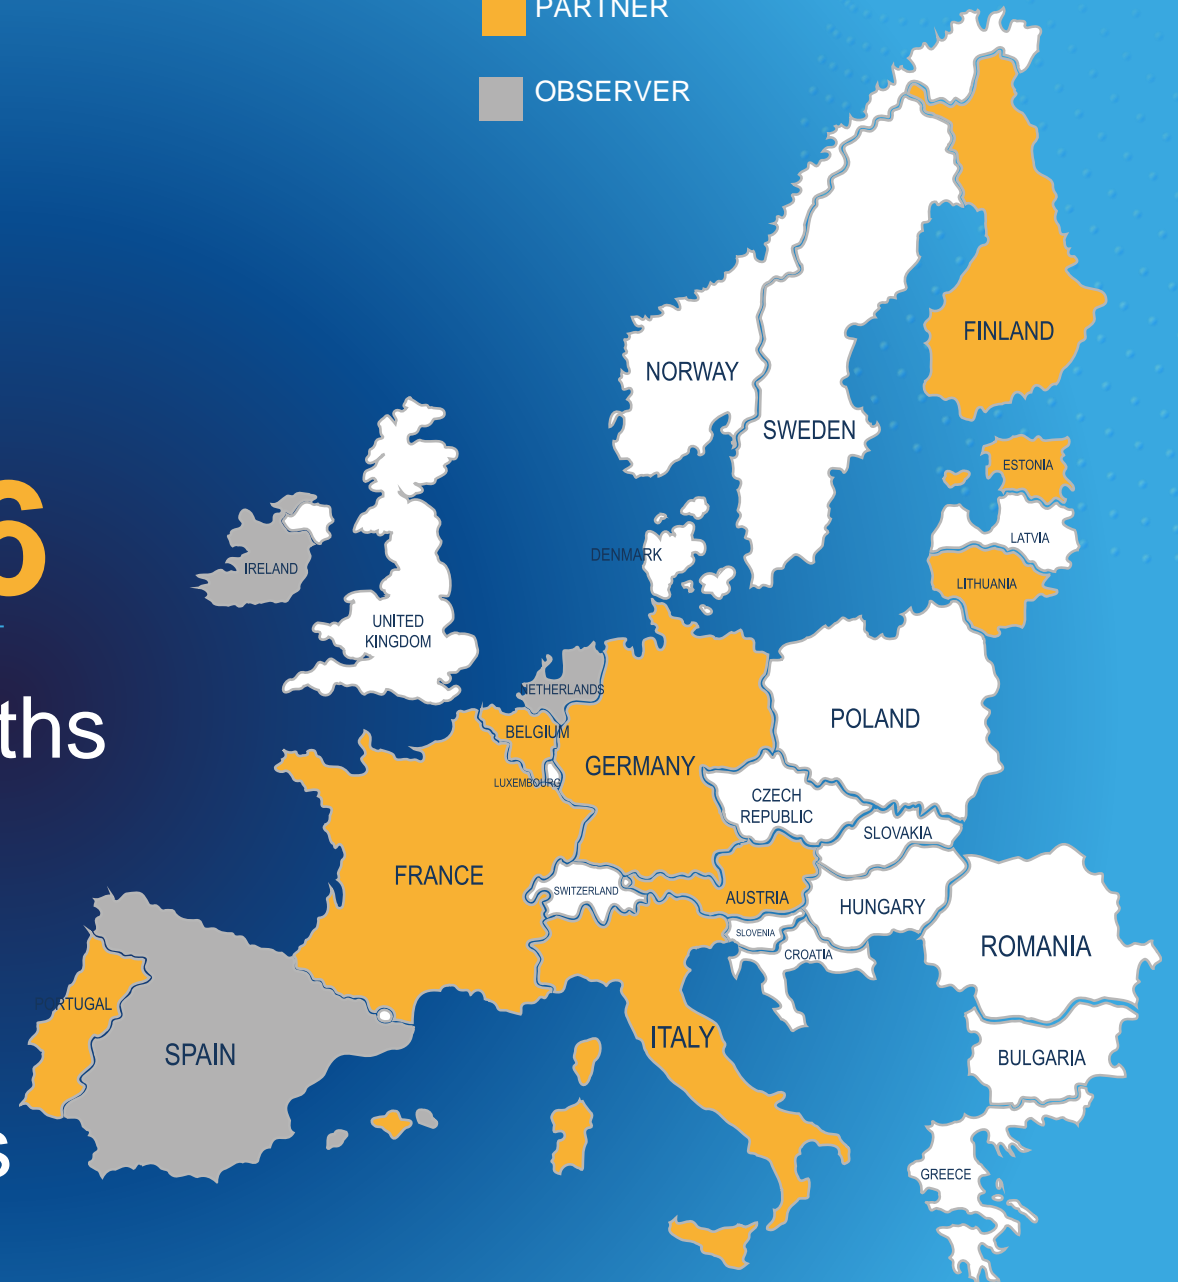 PARTNER
OBSERVER
FINLAND
NORWAY
SWEDEN
ESTONIA
LATVIA
DENMARK
IRELAND
LITHUANIA
6
UNITED
KINGDOM
NETHERLANDS
POLAND
ths
BELGIUM
GERMANY
LUXEMBOURG
CZECH
REPUBLIC
SLOVAKIA
FRANCE
SWITZERLAND
AUSTRIA
HUNGARY
SLOVENIA
CROATIA
ROMANIA
PORTUGAL
ITALY
SPAIN
BULGARIA
s
GREECE